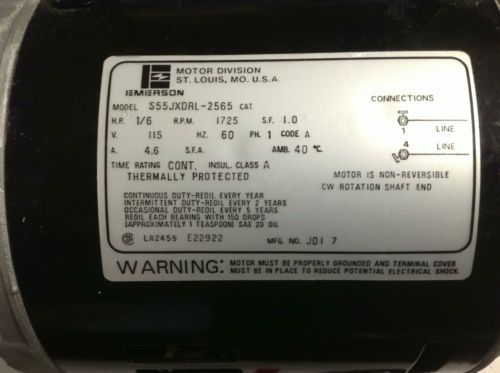 MOTOR DIVISION
ST. LOUIS, MO. U.S.A.
EMERSON
MODEL S55JXDRL-2565 CAT
H.P. 1/6 R.P.M. 1725 S.F. 1.0
V. 115 HZ. 60 PH. 1 CODE A
A. 4.6 S.F.A. AMB. 40 °C.
TIME RATING CONT. INSUL. CLASS A
THERMALLY PROTECTED
CONTINUOUS DUTY-REOIL EVERY YEAR
INTERMITTENT DUTY-REOIL EVERY 2 YEARS
OCCASIONAL DUTY-REOIL EVERY 5 YEARS
REOIL EACH BEARING WITH 150 DROPS
(APPROXIMATELY 1 TEASPOON) SAE 20 OIL
LR2459 E22922
MFG. NO. J01 7
CONNECTIONS
1 LINE
4 LINE
MOTOR IS NON-REVERSIBLE
CW ROTATION SHAFT END
WARNING: MOTOR MUST BE PROPERLY GROUNDED AND TERMINAL COVER
MUST BE IN PLACE TO REDUCE POTENTIAL ELECTRICAL SHOCK.